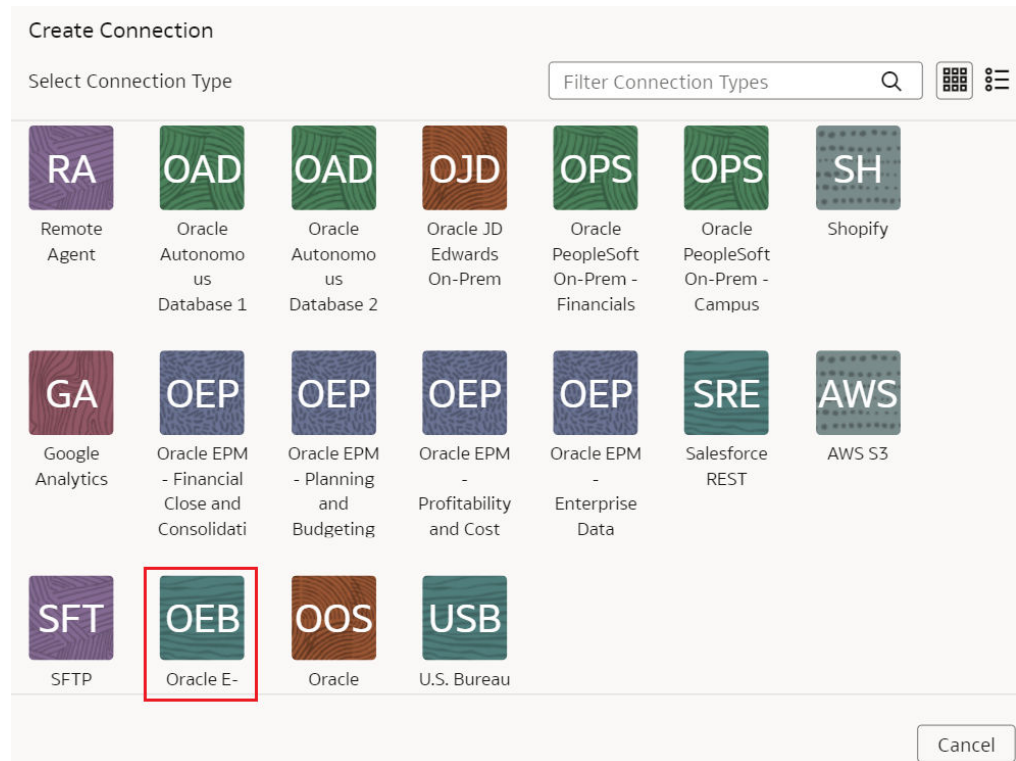 Create Connection
Select Connection Type
Filter Connection Types
RA
OAD
OAD
OJD
OPS
OPS
SH
Remote
Agent
Oracle
Autonomo
us
Database 1
Oracle
Autonomo
us
Database 2
Oracle JD
Edwards
On-Prem
Oracle
PeopleSoft
On-Prem -
Financials
Oracle
PeopleSoft
On-Prem -
Campus
Shopify
GA
OEP
OEP
OEP
OEP
SRE
AWS
Google
Analytics
Oracle EPM
- Financial
Close and
Consolidati
Oracle EPM
- Planning
and
Budgeting
Oracle EPM
-
Profitability
and Cost
Oracle EPM
-
Enterprise
Data
Salesforce
REST
AWS S3
SFT
OEB
OOS
USB
SFTP
Oracle E-
Oracle
U.S. Bureau
Cancel